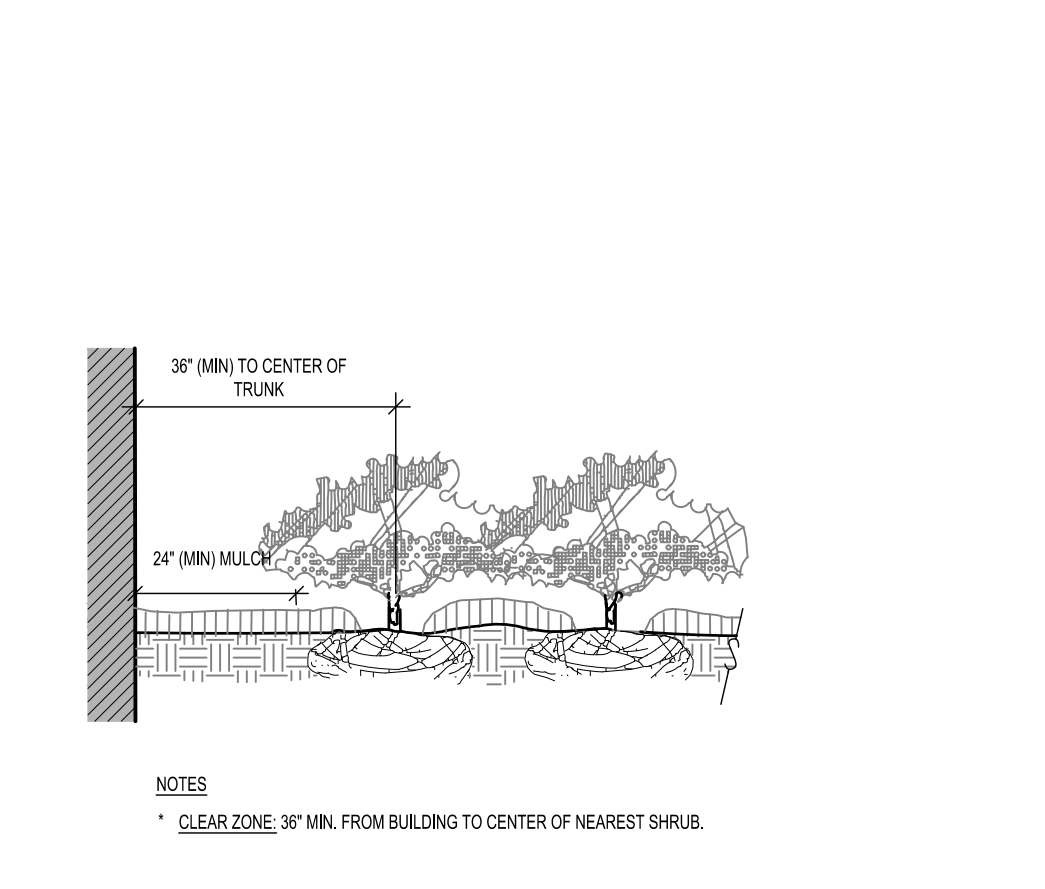 36" (MIN) TO CENTER OF
TRUNK
24" (MIN) MULCH
NOTES
* CLEAR ZONE: 36" MIN. FROM BUILDING TO CENTER OF NEAREST SHRUB.